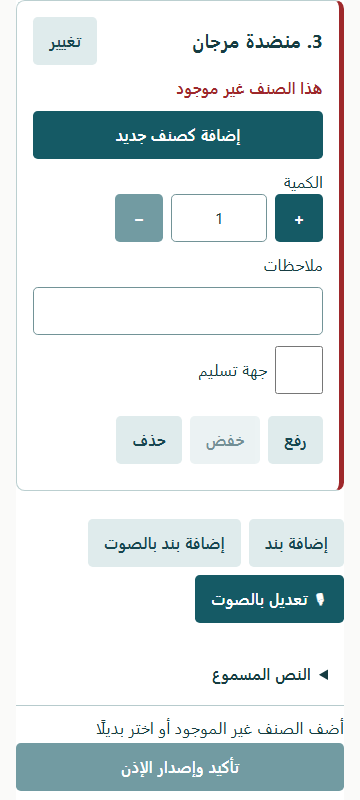 3. منضدة مرجان
تغيير
هذا الصنف غير موجود
إضافة كصنف جديد
الكمية
+ 1 −
ملاحظات
جهة تسليم
رفع خفض حذف
إضافة بند إضافة بند بالصوت
تعديل بالصوت
النص المسموع
أضف الصنف غير الموجود أو اختر بديلًا
تأكيد وإصدار الإذن